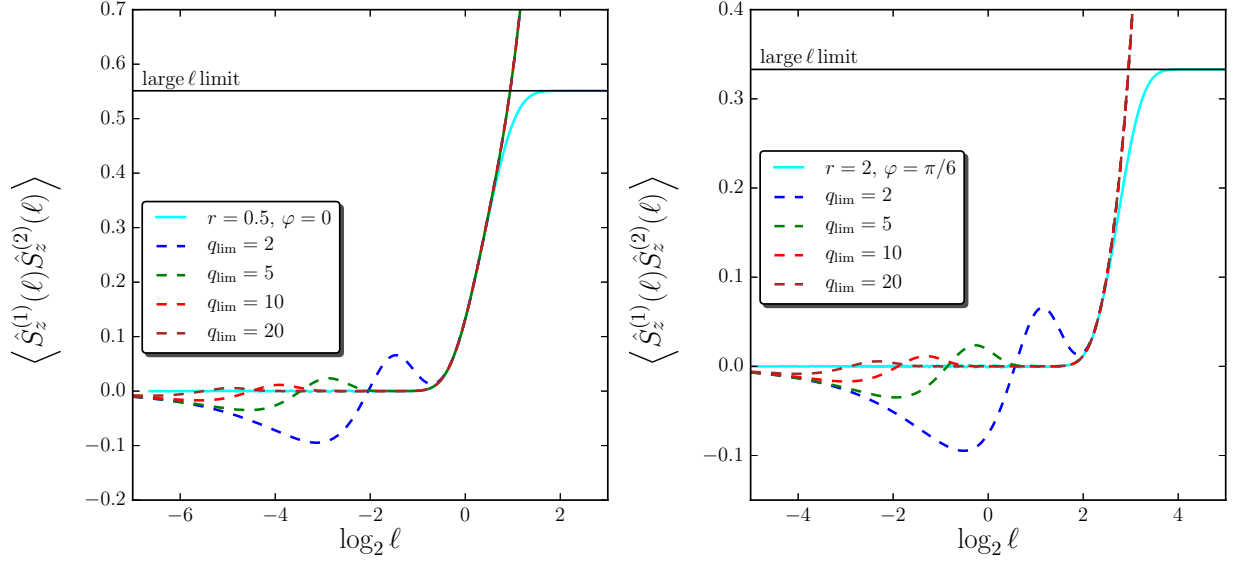 ⟨Ŝ_z^(1)(ℓ)Ŝ_z^(2)(ℓ)⟩
0.7
0.6
0.5
0.4
0.3
0.2
0.1
0.0
−0.1
−0.2
large ℓ limit
r = 0.5, φ = 0
q_lim = 2
q_lim = 5
q_lim = 10
q_lim = 20
−6
−4
−2
0
2
log₂ ℓ
⟨Ŝ_z^(1)(ℓ)Ŝ_z^(2)(ℓ)⟩
0.4
0.3
0.2
0.1
0.0
−0.1
large ℓ limit
r = 2, φ = π/6
q_lim = 2
q_lim = 5
q_lim = 10
q_lim = 20
−4
−2
0
2
4
log₂ ℓ